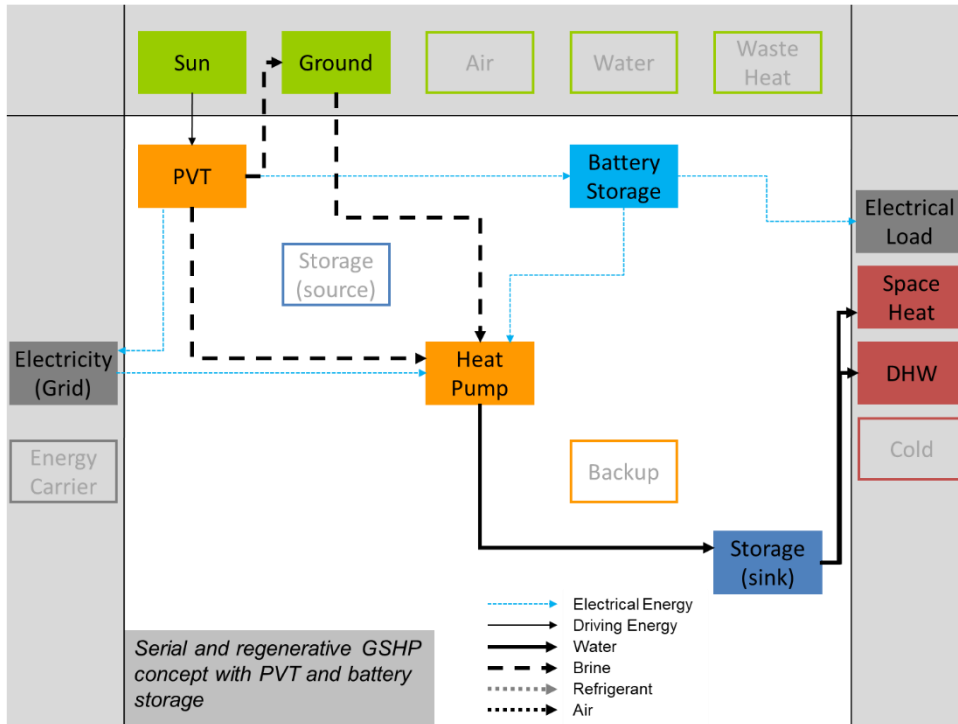 Sun
Ground
Air
Water
Waste
Heat
PVT
Battery
Storage
Electrical
Load
Storage
(source)
Space
Heat
Electricity
(Grid)
Heat
Pump
DHW
Energy
Carrier
Backup
Cold
Storage
(sink)
Serial and regenerative GSHP
concept with PVT and battery
storage
Electrical Energy
Driving Energy
Water
Brine
Refrigerant
Air